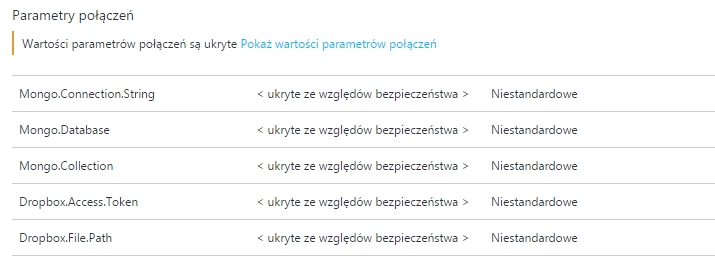 Parametry połączeń
Wartości parametrów połączeń są ukryte Pokaż wartości parametrów połączeń
Mongo.Connection.String < ukryte ze względów bezpieczeństwa > Niestandardowe
Mongo.Database < ukryte ze względów bezpieczeństwa > Niestandardowe
Mongo.Collection < ukryte ze względów bezpieczeństwa > Niestandardowe
Dropbox.Access.Token < ukryte ze względów bezpieczeństwa > Niestandardowe
Dropbox.File.Path < ukryte ze względów bezpieczeństwa > Niestandardowe